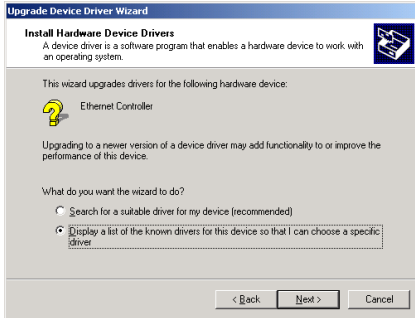 Upgrade Device Driver Wizard
Install Hardware Device Drivers
A device driver is a software program that enables a hardware device to work with
an operating system.
This wizard upgrades drivers for the following hardware device:
Ethernet Controller
Upgrading to a newer version of a device driver may add functionality to or improve the
performance of this device.
What do you want the wizard to do?
Search for a suitable driver for my device (recommended)
Display a list of the known drivers for this device so that I can choose a specific
driver
< Back Next > Cancel